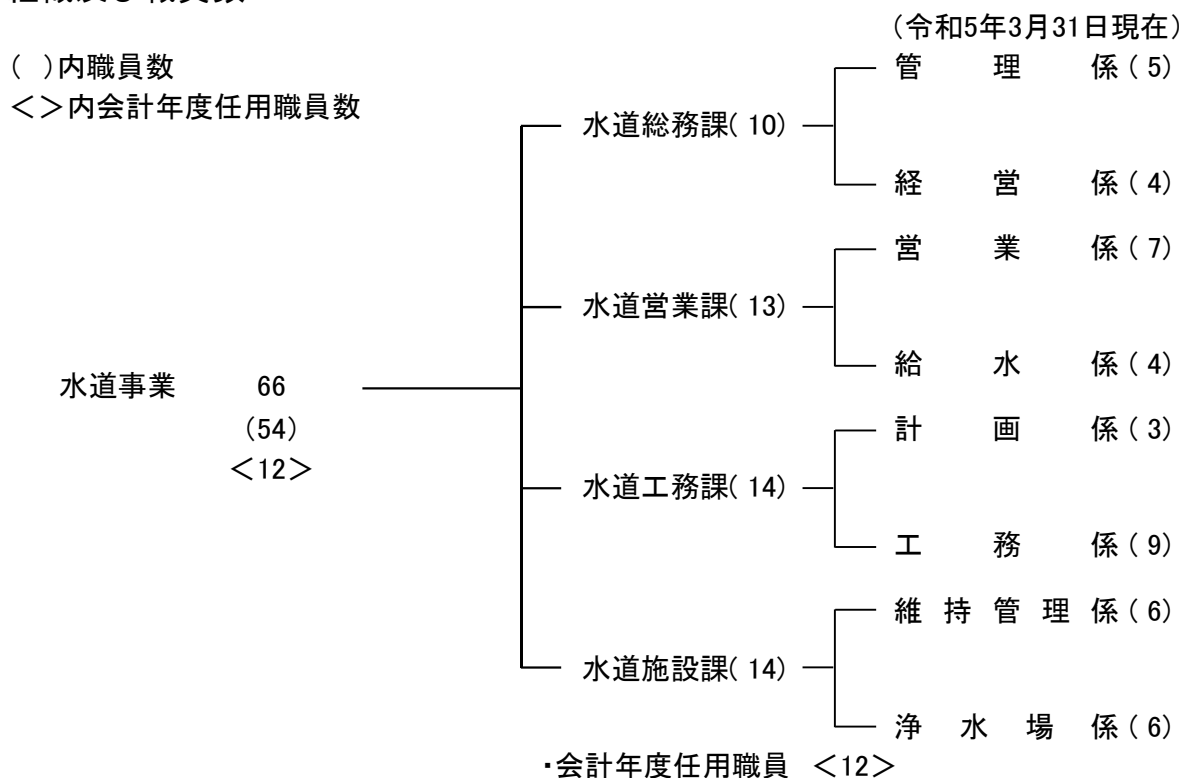 (令和5年3月31日現在)
( )内職員数
＜＞内会計年度任用職員数
管理係( 5)
水道総務課( 10)
経営係( 4)
営業係( 7)
水道営業課( 13)
給水係( 4)
水道事業 66
(54)
＜12＞
計画係( 3)
水道工務課( 14)
工務係( 9)
維持管理係( 6)
水道施設課( 14)
浄水場係( 6)
・会計年度任用職員 ＜12＞